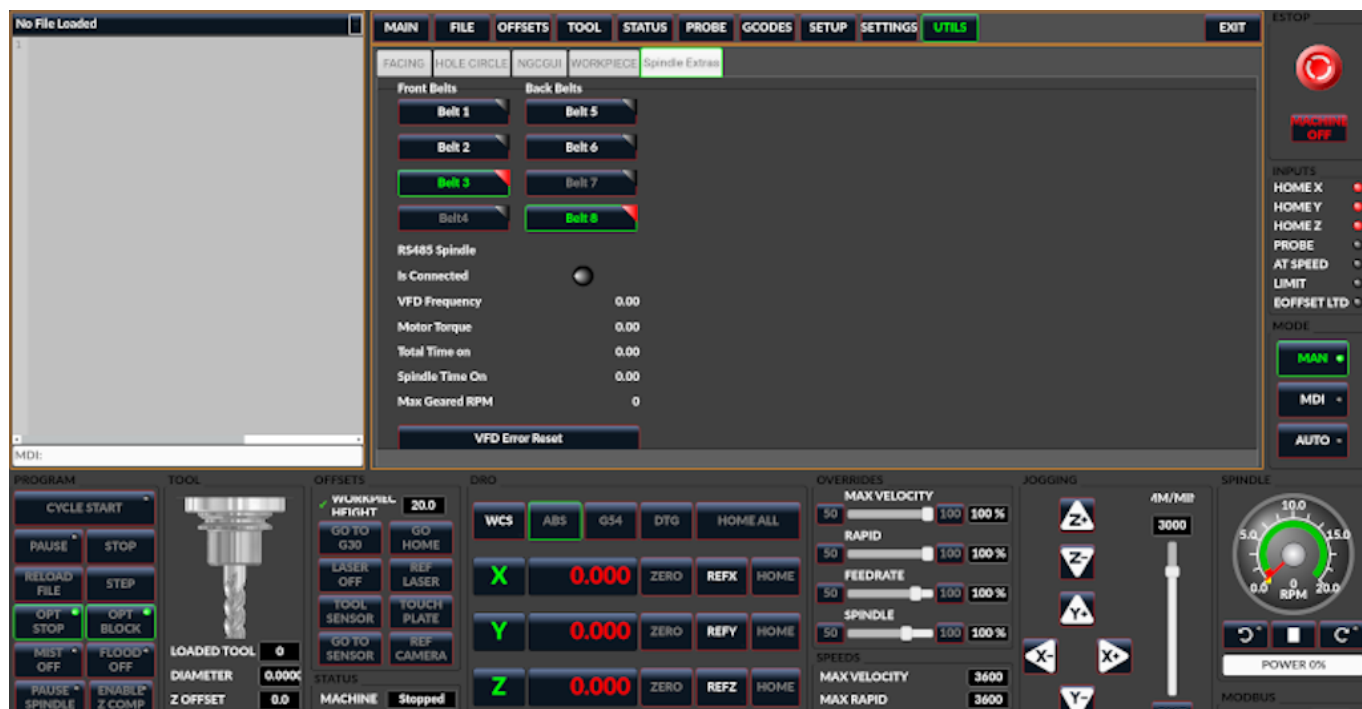 No File Loaded
1
MDI:
MAIN FILE OFFSETS TOOL STATUS PROBE GCODES SETUP SETTINGS UTILS EXIT
FACING HOLE CIRCLE NGCGUI WORKPIECE Spindle Extras
Front Belts Back Belts
Belt 1 Belt 5
Belt 2 Belt 6
Belt 3 Belt 7
Belt4 Belt 8
RS485 Spindle
Is Connected
VFD Frequency 0.00
Motor Torque 0.00
Total Time on 0.00
Spindle Time On 0.00
Max Geared RPM 0
VFD Error Reset
ESTOP
MACHINE
OFF
INPUTS
HOME X
HOME Y
HOME Z
PROBE
AT SPEED
LIMIT
EOFFSET LTD
MODE
MAN
MDI
AUTO
PROGRAM
CYCLE START
PAUSE STOP
RELOAD
FILE
STEP
OPT
STOP
OPT
BLOCK
MIST
OFF
FLOOD
OFF
PAUSE
SPINDLE
ENABLE
Z COMP
TOOL
LOADED TOOL 0
DIAMETER 0.000
Z OFFSET 0.0
OFFSETS
HEIGHT 20.0
GO TO
G30
GO
HOME
LASER
OFF
REF
LASER
TOOL
SENSOR
TOUCH
PLATE
GO TO
SENSOR
REF
CAMERA
STATUS
MACHINE Stopped
DRO
WCS ABS G54 DTG HOME ALL
X 0.000 ZERO REFX HOME
Y 0.000 ZERO REFY HOME
Z 0.000 ZERO REFZ HOME
OVERRIDES
MAX VELOCITY
50 100 100 %
RAPID
50 100 100 %
FEEDRATE
50 100 100 %
SPINDLE
50 100 100 %
SPEEDS
MAX VELOCITY 3600
MAX RAPID 3600
JOGGING
Z+
Z-
Y+
X- X+
Y-
3000
SPINDLE
10.0
5.0 15.0
0.0 0 20.0
RPM
POWER 0%
MODBUS